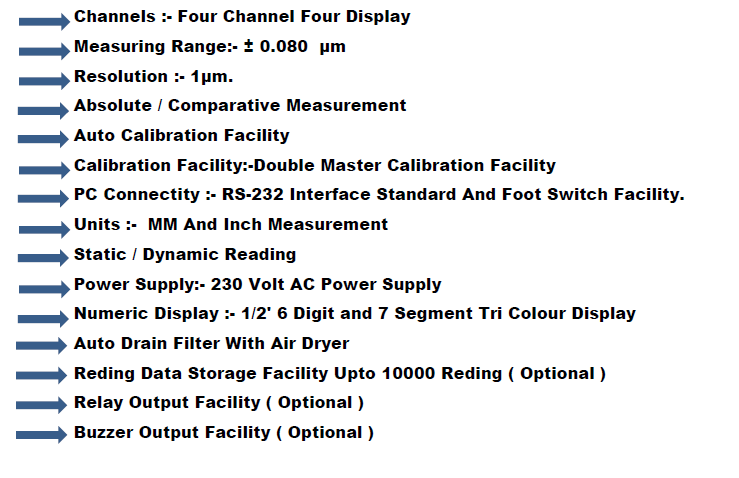 Channels :- Four Channel Four Display
Measuring Range:- ± 0.080  µm
Resolution :- 1µm.
Absolute / Comparative Measurement
Auto Calibration Facility
Calibration Facility:-Double Master Calibration Facility
PC Connectity :- RS-232 Interface Standard And Foot Switch Facility.
Units :-  MM And Inch Measurement
Static / Dynamic Reading
Power Supply:- 230 Volt AC Power Supply
Numeric Display :- 1/2' 6 Digit and 7 Segment Tri Colour Display
Auto Drain Filter With Air Dryer
Reding Data Storage Facility Upto 10000 Reding ( Optional )
Relay Output Facility ( Optional )
Buzzer Output Facility ( Optional )